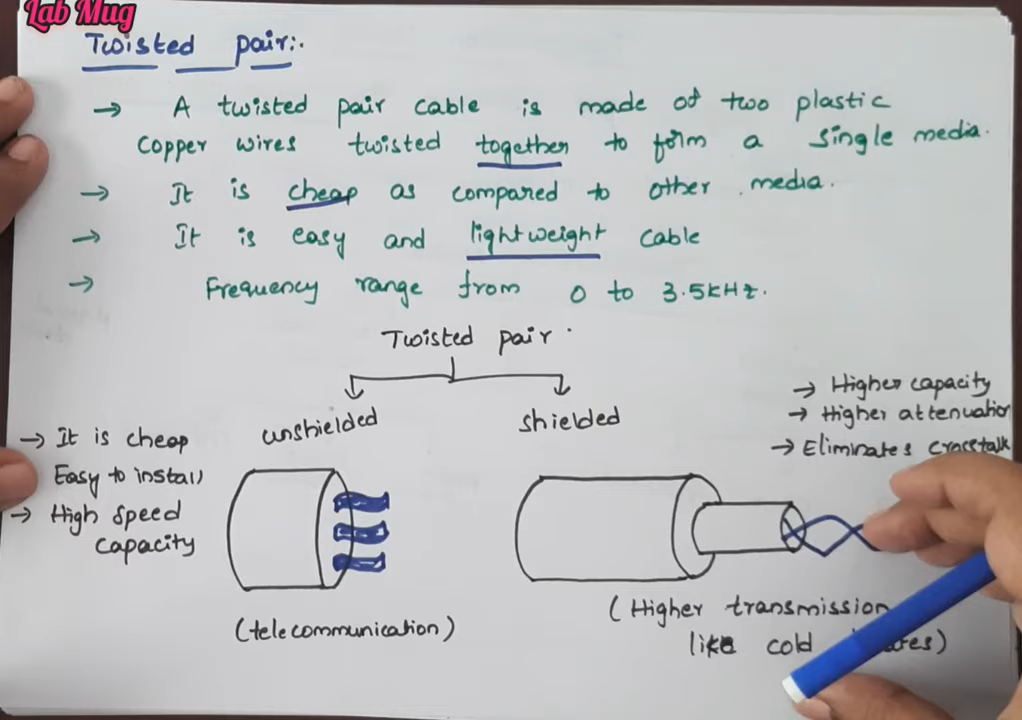 Lab Mug
Twisted pair:.
→ A twisted pair cable is made of two plastic
copper wires twisted together to form a single media.
→ It is cheap as compared to other media.
→ It is easy and lightweight cable
→ Frequency range from 0 to 3.5kHz.
Twisted pair.
unshielded
shielded
→ It is cheap
Easy to install
→ High speed
capacity
→ Higher capacity
→ Higher attenuation
→ Eliminates crosstalk
(telecommunication)
(Higher transmission
like cold